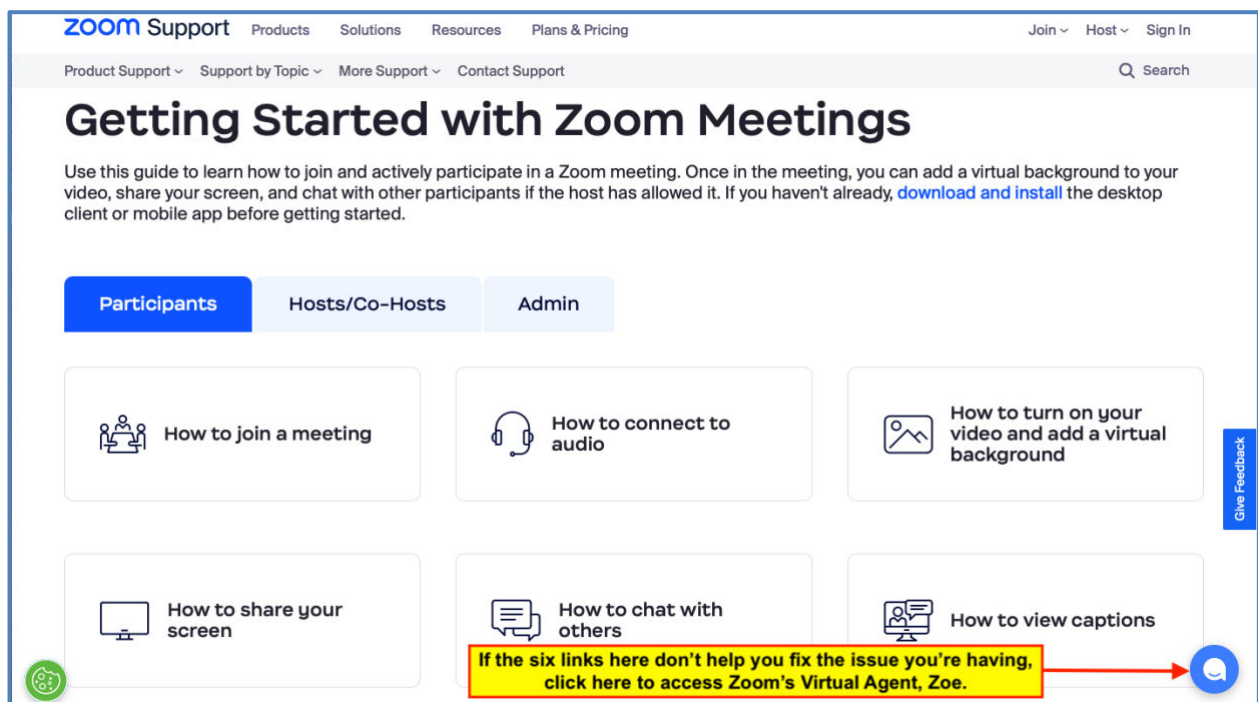 zoom Support Products Solutions Resources Plans & Pricing Join Host Sign In
Product Support Support by Topic More Support Contact Support Search
Getting Started with Zoom Meetings
Use this guide to learn how to join and actively participate in a Zoom meeting. Once in the meeting, you can add a virtual background to your
video, share your screen, and chat with other participants if the host has allowed it. If you haven't already, download and install the desktop
client or mobile app before getting started.
Participants Hosts/Co-Hosts Admin
How to join a meeting
How to connect to
audio
How to turn on your
video and add a virtual
background
Give Feedback
How to share your
screen
How to chat with
others
How to view captions
If the six links here don’t help you fix the issue you’re having,
click here to access Zoom’s Virtual Agent, Zoe.